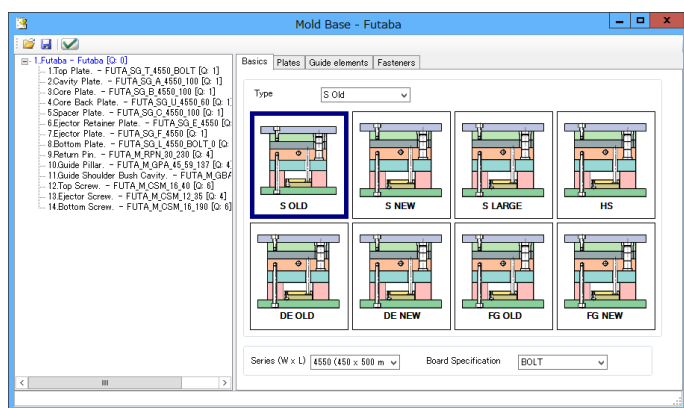 Mold Base - Futaba
1.Futaba - Futaba [Q: 0]
1.Top Plate. - FUTA_SG_T_4550_BOLT [Q: 1]
2.Cavity Plate. - FUTA_SG_A_4550_100 [Q: 1]
3.Core Plate. - FUTA_SG_B_4550_100 [Q: 1]
4.Core Back Plate. - FUTA_SG_U_4550_60 [Q: 1
5.Spacer Plate. - FUTA_SG_C_4550_100 [Q: 1]
6.Ejector Retainer Plate. - FUTA_SG_E_4550 [Q:
7.Ejector Plate. - FUTA_SG_F_4550 [Q: 1]
8.Bottom Plate. - FUTA_SG_L_4550_BOLT_0 [Q:
9.Return Pin. - FUTA_M_RPN_30_230 [Q: 4]
10.Guide Pillar. - FUTA_M_GPA_45_59_137 [Q: 4
11.Guide Shoulder Bush Cavity. - FUTA_M_GBA
12.Top Screw. - FUTA_M_CSM_16_40 [Q: 6]
13.Ejector Screw. - FUTA_M_CSM_12_35 [Q: 4]
14.Bottom Screw. - FUTA_M_CSM_16_190 [Q: 6]
Basics Plates Guide elements Fasteners
Type S Old
S OLD S NEW S LARGE HS
DE OLD DE NEW FG OLD FG NEW
Series (W x L) 4550 (450 x 500 m Board Specification BOLT